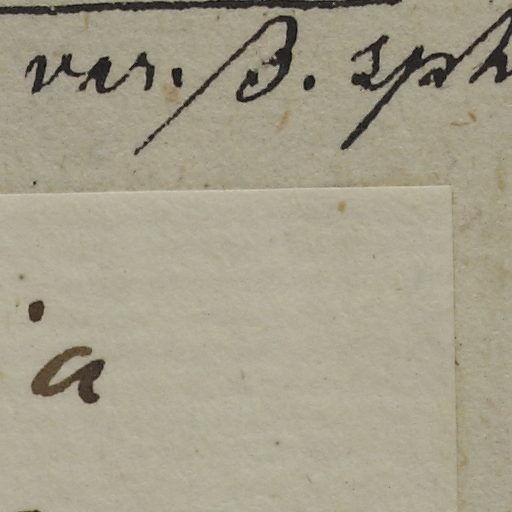 var. β. sph
a